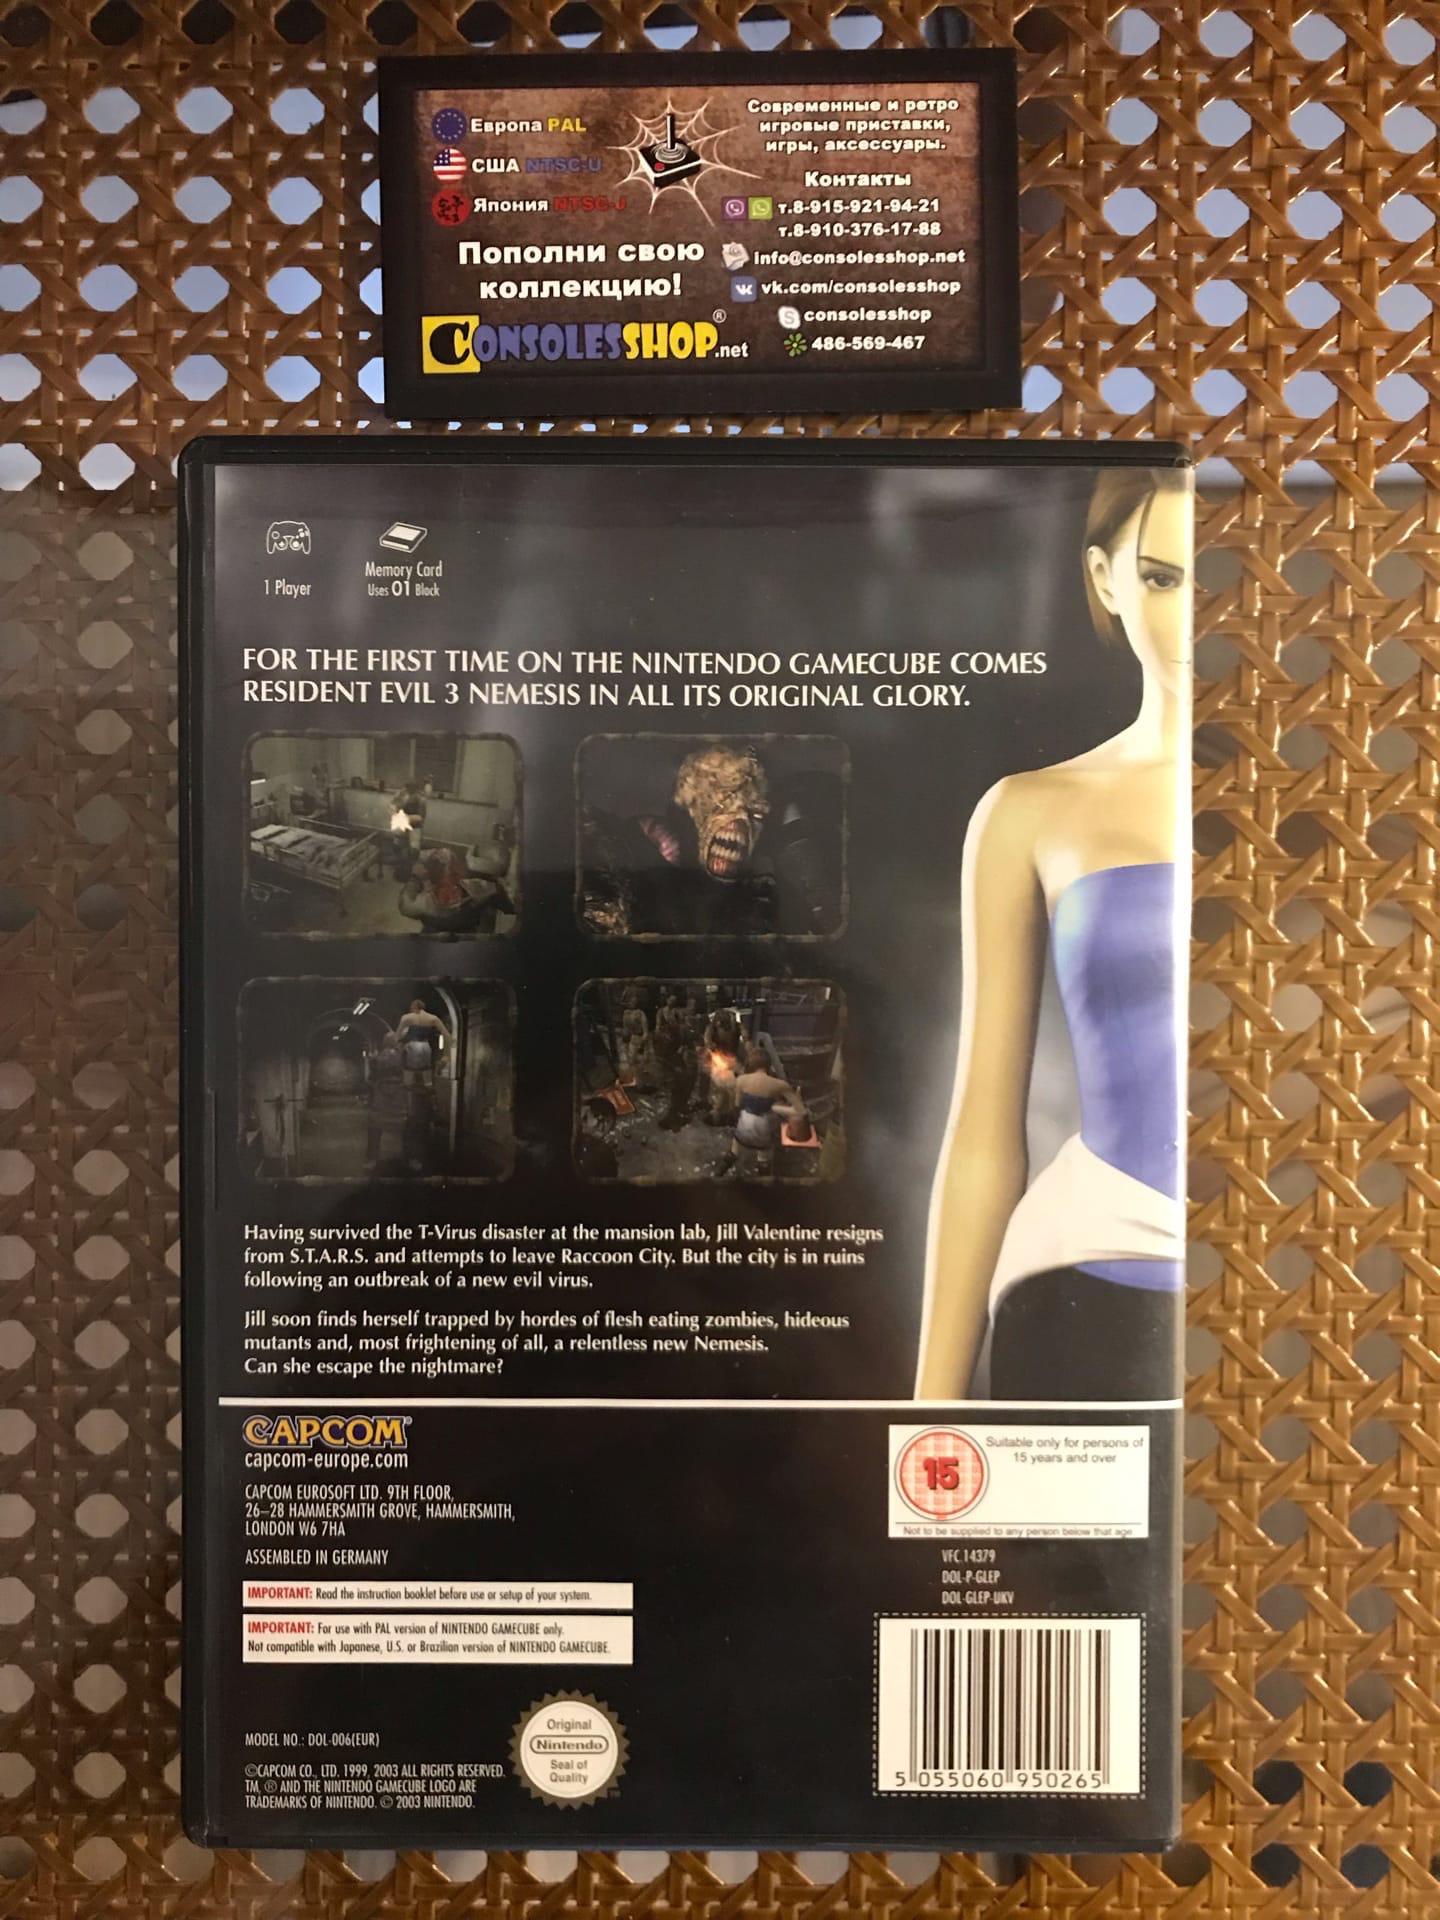 Европа PAL
США NTSC-U
Япония NTSC-J
Пополни свою
коллекцию!
CONSOLESSHOP.net
®
Современные и ретро
игровые приставки,
игры, аксессуары.
Контакты
т.8-915-921-94-21
т.8-910-376-17-88
info@consolesshop.net
vk.com/consolesshop
consolesshop
486-569-467
1 Player
Memory Card
Uses 01 Block
FOR THE FIRST TIME ON THE NINTENDO GAMECUBE COMES
RESIDENT EVIL 3 NEMESIS IN ALL ITS ORIGINAL GLORY.
Having survived the T-Virus disaster at the mansion lab, Jill Valentine resigns
from S.T.A.R.S. and attempts to leave Raccoon City. But the city is in ruins
following an outbreak of a new evil virus.
Jill soon finds herself trapped by hordes of flesh eating zombies, hideous
mutants and, most frightening of all, a relentless new Nemesis.
Can she escape the nightmare?
CAPCOM®
capcom-europe.com
CAPCOM EUROSOFT LTD. 9TH FLOOR,
26–28 HAMMERSMITH GROVE, HAMMERSMITH,
LONDON W6 7HA
ASSEMBLED IN GERMANY
IMPORTANT: Read the instruction booklet before use or setup of your system.
IMPORTANT: For use with PAL version of NINTENDO GAMECUBE only.
Not compatible with Japanese, U.S. or Brazilian version of NINTENDO GAMECUBE.
MODEL NO.: DOL-006(EUR)
©CAPCOM CO., LTD. 1999, 2003 ALL RIGHTS RESERVED.
TM, ® AND THE NINTENDO GAMECUBE LOGO ARE
TRADEMARKS OF NINTENDO. © 2003 NINTENDO.
Original
Nintendo
Seal of
Quality
TM
15
Suitable only for persons of
15 years and over
Not to be supplied to any person below that age
VFC 14379
DOL-P-GLEP
DOL-GLEP-UKV
5 055060 950265